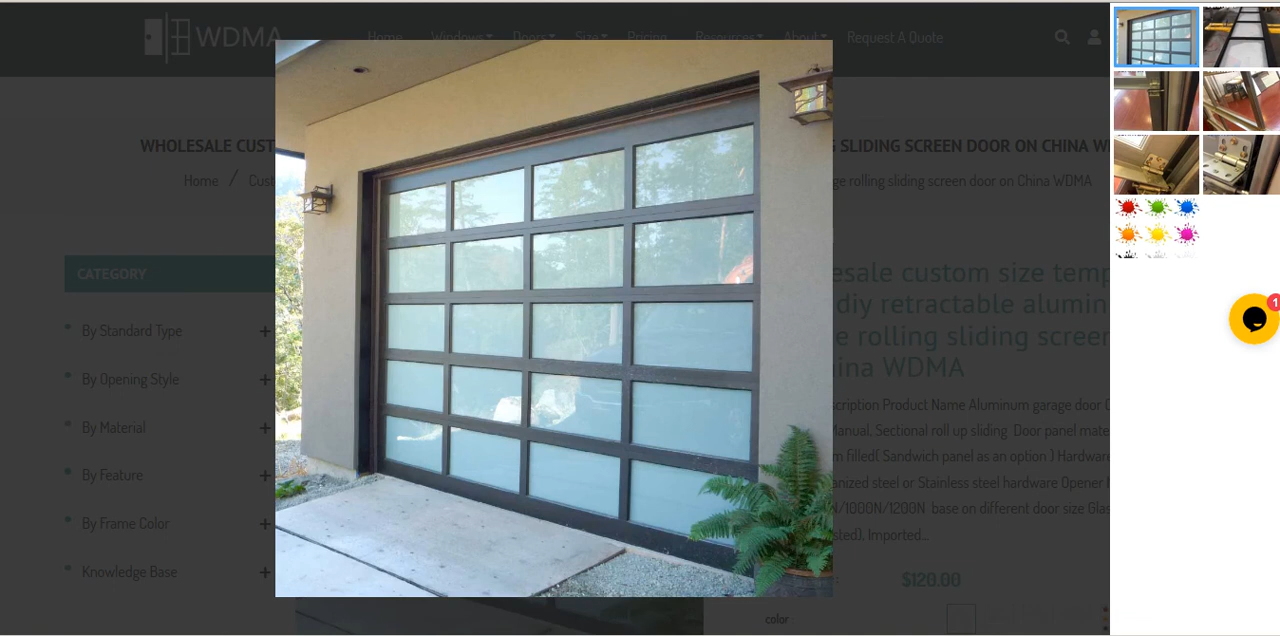 WDMA
Home Windows Doors Size Pricing Resources About Request A Quote
WHOLESALE CUST SLIDING SCREEN DOOR ON CHINA W
Home / Cust ge rolling sliding screen door on China WDMA
CATEGORY
esale custom size temp
diy retractable alumin
e rolling sliding screen
ina WDMA
By Standard Type
By Opening Style
By Material
By Feature
By Frame Color
Knowledge Base
scription Product Name Aluminum garage door
Manual, Sectional roll up sliding Door panel mate
m filled( Sandwich panel as an option ) Hardware
anized steel or Stainless steel hardware Opener
N/1000N/1200N base on different door size Glas
sted), Imported...
$120.00
color :
1